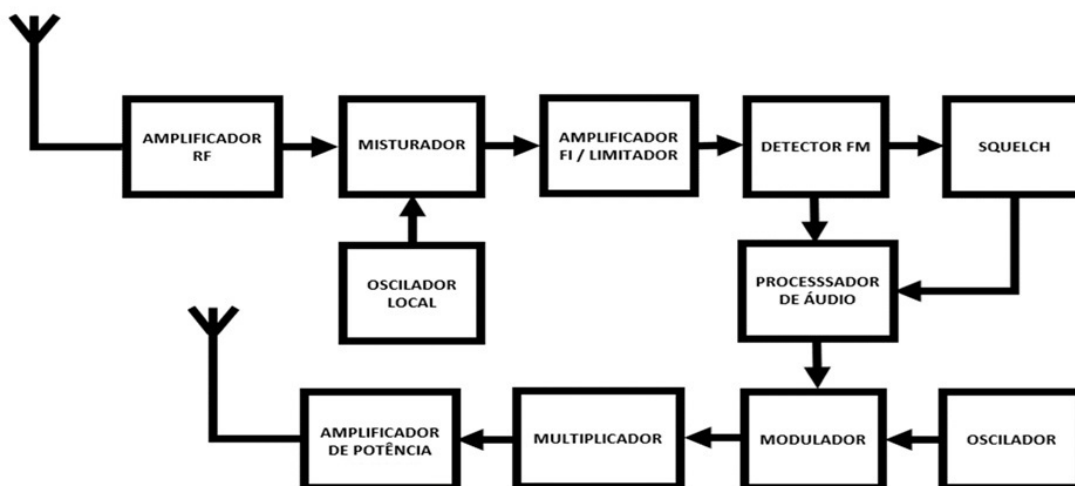 AMPLIFICADOR
RF
MISTURADOR
AMPLIFICADOR
FI / LIMITADOR
DETECTOR FM
SQUELCH
OSCILADOR
LOCAL
PROCESSSADOR
DE ÁUDIO
AMPLIFICADOR
DE POTÊNCIA
MULTIPLICADOR
MODULADOR
OSCILADOR